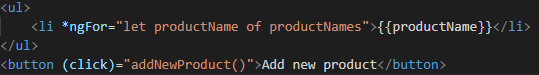 <ul>
    <li *ngFor="let productName of productNames">{{productName}}</li>
</ul>
<button (click)="addNewProduct()">Add new product</button>